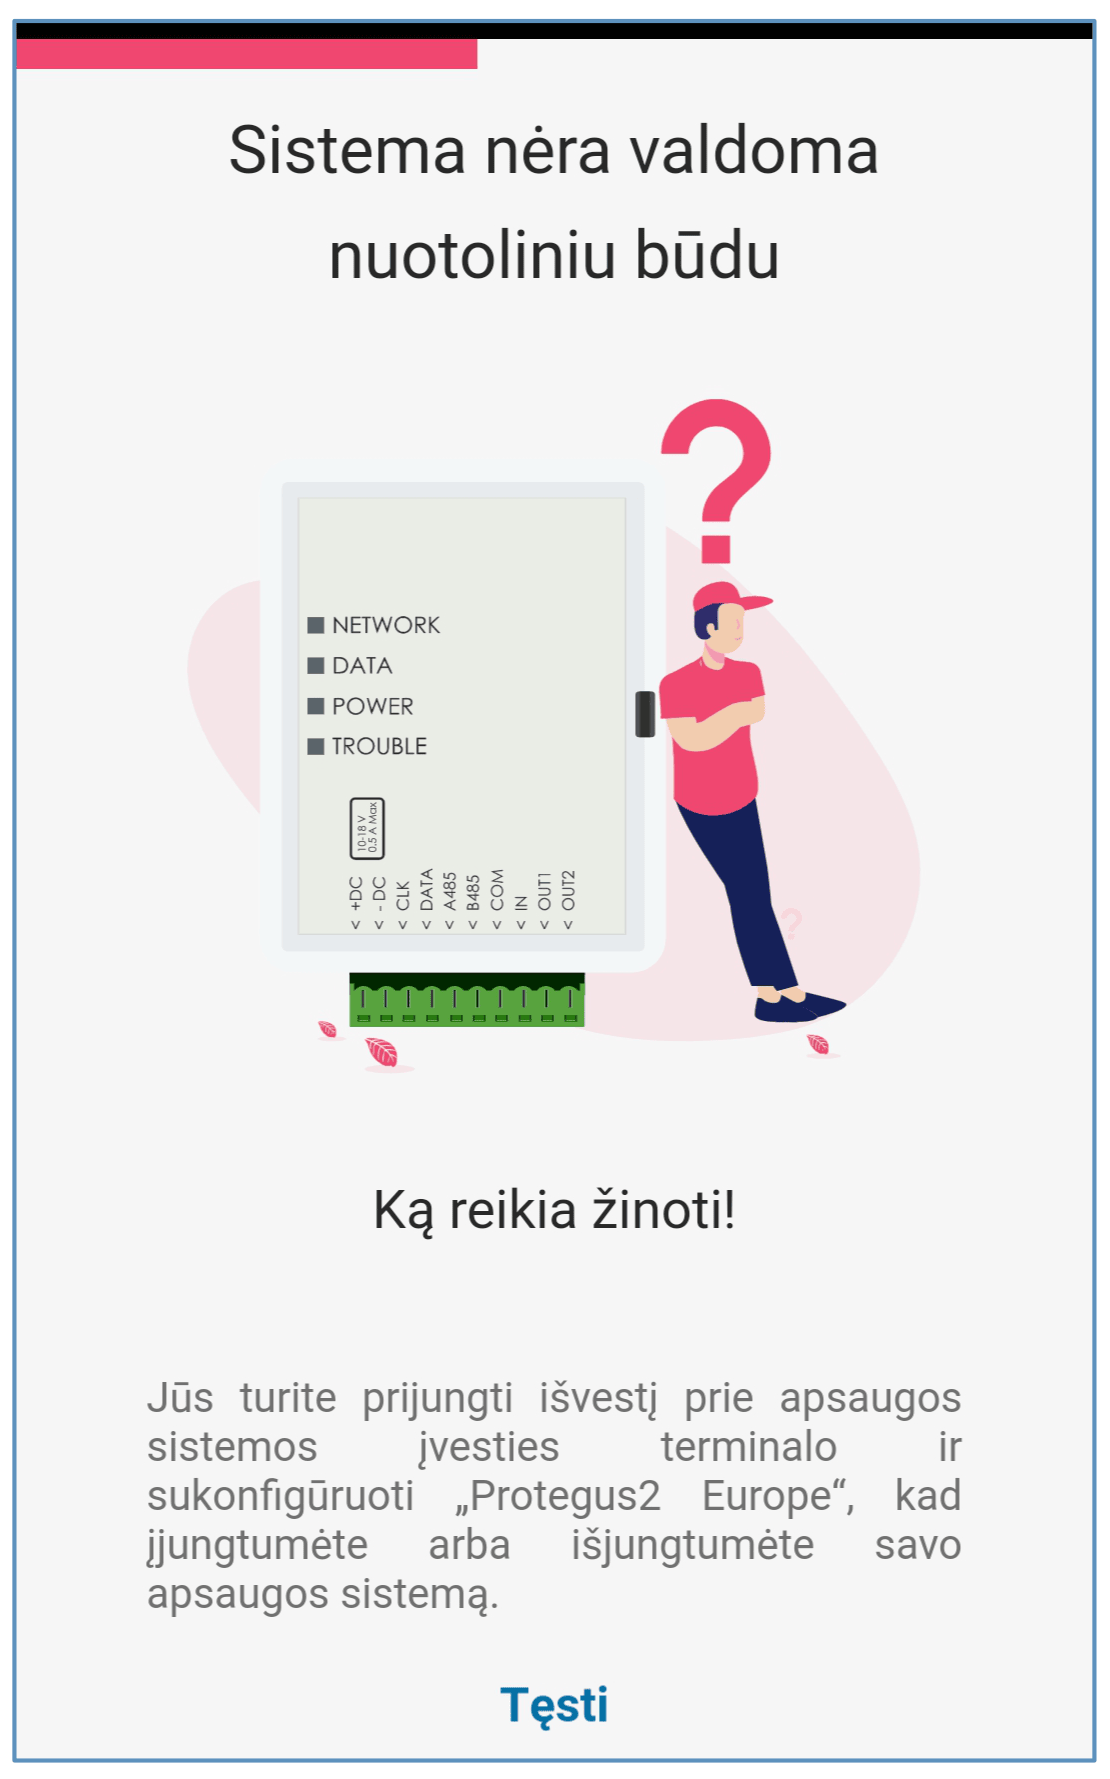 Sistema nėra valdoma
nuotoliniu būdu
?
NETWORK
DATA
POWER
TROUBLE
10-18 V
0,5 A Max
< +DC
< - DC
< CLK
< DATA
< A485
< B485
< COM
< IN
< OUT1
< OUT2
?
Ką reikia žinoti!
Jūs turite prijungti išvestį prie apsaugos
sistemos įvesties terminalo ir
sukonfigūruoti „Protegus2 Europe“, kad
įjungtumėte arba išjungtumėte savo
apsaugos sistemą.
Tęsti